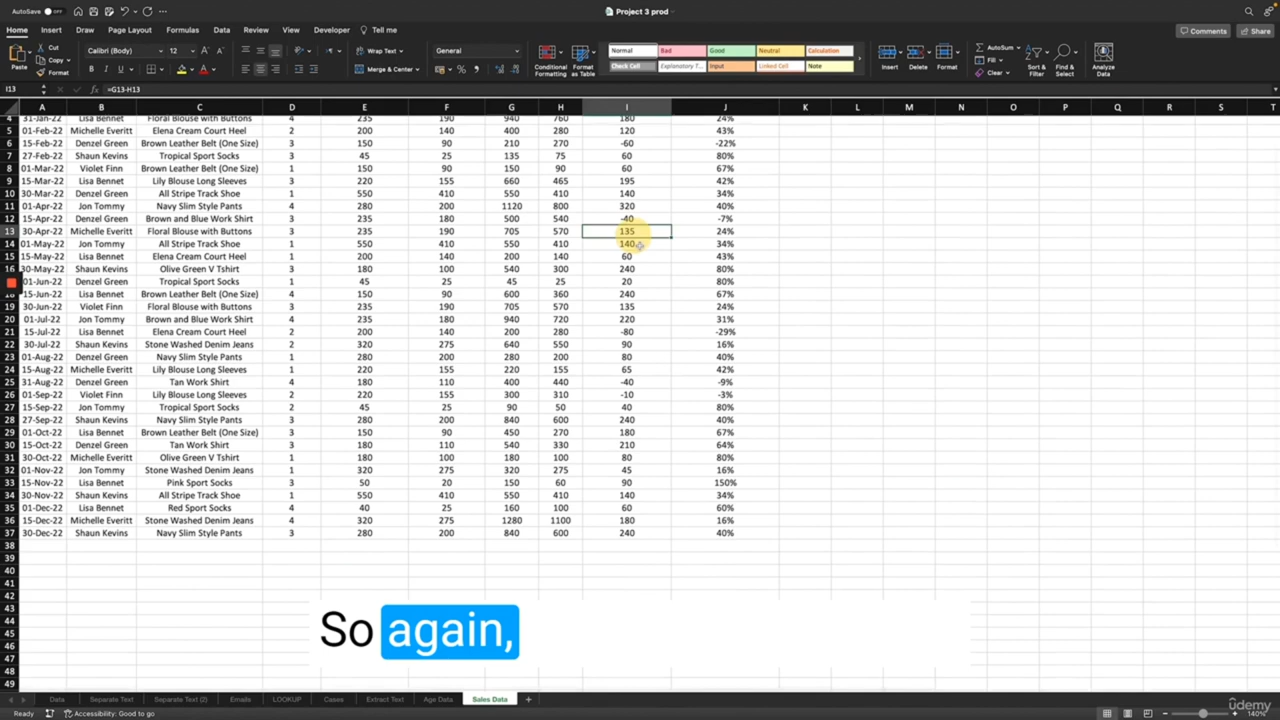 AutoSave OFF Project 3 prod
Home Insert Draw Page Layout Formulas Data Review View Developer Tell me Comments Share
Paste Cut Copy Format Calibri (Body) 12 Wrap Text General Conditional Formatting Format as Table Normal Bad Good Neutral Calculation Insert Delete Format AutoSum Fill Clear Sort & Filter Find & Select Analyze Data
B I U Merge & Center Check Cell Explanatory T... Input Linked Cell Note
I13 fx =G13-H13
A B C D E F G H I J K L M N O P Q R S T
4 31-Jan-22 Lisa Bennet Floral Blouse with Buttons 4 235 190 940 760 180 24%
5 01-Feb-22 Michelle Everitt Elena Cream Court Heel 2 200 140 400 280 120 43%
6 15-Feb-22 Denzel Green Brown Leather Belt (One Size) 3 150 90 210 270 -60 -22%
7 27-Feb-22 Shaun Kevins Tropical Sport Socks 3 45 25 135 75 60 80%
8 01-Mar-22 Violet Finn Brown Leather Belt (One Size) 1 150 90 150 90 60 67%
9 15-Mar-22 Lisa Bennet Lily Blouse Long Sleeves 3 220 155 660 465 195 42%
10 30-Mar-22 Denzel Green All Stripe Track Shoe 1 550 410 550 410 140 34%
11 01-Apr-22 Jon Tommy Navy Slim Style Pants 4 280 200 1120 800 320 40%
12 15-Apr-22 Denzel Green Brown and Blue Work Shirt 3 235 180 500 540 -40 -7%
13 30-Apr-22 Michelle Everitt Floral Blouse with Buttons 3 235 190 705 570 135 24%
14 01-May-22 Jon Tommy All Stripe Track Shoe 1 550 410 550 410 140 34%
15 15-May-22 Lisa Bennet Elena Cream Court Heel 1 200 140 200 140 60 43%
16 30-May-22 Shaun Kevins Olive Green V Tshirt 3 180 100 540 300 240 80%
01-Jun-22 Denzel Green Tropical Sport Socks 1 45 25 45 25 20 80%
18 15-Jun-22 Lisa Bennet Brown Leather Belt (One Size) 4 150 90 600 360 240 67%
19 30-Jun-22 Violet Finn Floral Blouse with Buttons 3 235 190 705 570 135 24%
20 01-Jul-22 Lisa Bennet Brown and Blue Work Shirt 4 235 180 940 720 220 31%
21 15-Jul-22 Lisa Bennet Elena Cream Court Heel 2 200 140 200 280 -80 -29%
22 30-Jul-22 Shaun Kevins Stone Washed Denim Jeans 2 320 275 640 550 90 16%
23 01-Aug-22 Denzel Green Navy Slim Style Pants 1 280 200 280 200 80 40%
24 15-Aug-22 Michelle Everitt Lily Blouse Long Sleeves 1 220 155 220 155 65 42%
25 31-Aug-22 Denzel Green Tan Work Shirt 4 180 110 400 440 -40 -9%
26 01-Sep-22 Violet Finn Lily Blouse Long Sleeves 2 220 155 300 310 -10 -3%
27 15-Sep-22 Jon Tommy Tropical Sport Socks 2 45 25 90 50 40 80%
28 27-Sep-22 Shaun Kevins Navy Slim Style Pants 3 280 200 840 600 240 40%
29 01-Oct-22 Lisa Bennet Brown Leather Belt (One Size) 3 150 90 450 270 180 67%
30 15-Oct-22 Denzel Green Tan Work Shirt 3 180 110 540 330 210 64%
31 30-Oct-22 Michelle Everitt Olive Green V Tshirt 1 180 100 180 100 80 80%
32 01-Nov-22 Jon Tommy Stone Washed Denim Jeans 1 320 275 320 275 45 16%
33 15-Nov-22 Lisa Bennet Pink Sport Socks 3 50 20 150 60 90 150%
34 30-Nov-22 Shaun Kevins All Stripe Track Shoe 1 550 410 550 410 140 34%
35 01-Dec-22 Lisa Bennet Red Sport Socks 4 40 25 160 100 60 60%
36 15-Dec-22 Michelle Everitt Stone Washed Denim Jeans 4 320 275 1280 1100 180 16%
37 30-Dec-22 Shaun Kevins Navy Slim Style Pants 3 280 200 840 600 240 40%
38
39
40
41
42
43
44
45
46
47
48
49
So again,
Data Separate Text Separate Text (2) Emails LOOKUP Cases Extract Text Age Data Sales Data +
Ready Accessibility: Good to go 140%
ûdemy